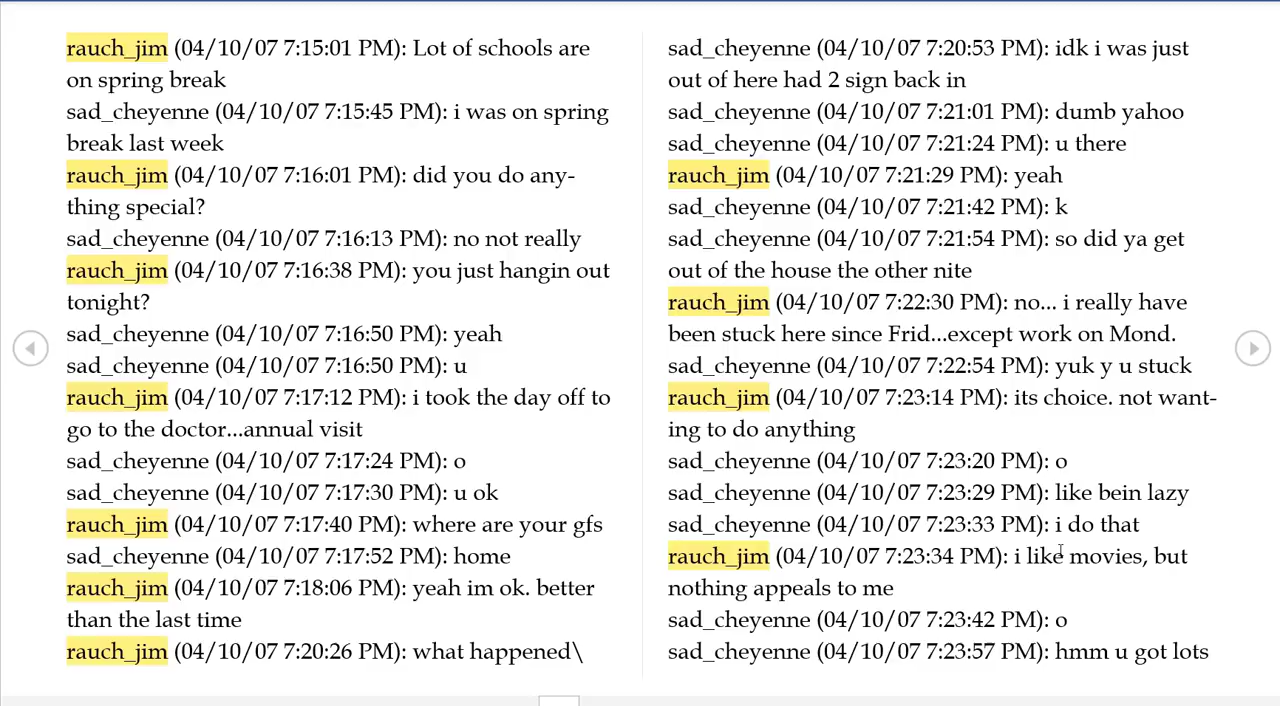 rauch_jim (04/10/07 7:15:01 PM): Lot of schools are
on spring break
sad_cheyenne (04/10/07 7:15:45 PM): i was on spring
break last week
rauch_jim (04/10/07 7:16:01 PM): did you do any-
thing special?
sad_cheyenne (04/10/07 7:16:13 PM): no not really
rauch_jim (04/10/07 7:16:38 PM): you just hangin out
tonight?
sad_cheyenne (04/10/07 7:16:50 PM): yeah
sad_cheyenne (04/10/07 7:16:50 PM): u
rauch_jim (04/10/07 7:17:12 PM): i took the day off to
go to the doctor...annual visit
sad_cheyenne (04/10/07 7:17:24 PM): o
sad_cheyenne (04/10/07 7:17:30 PM): u ok
rauch_jim (04/10/07 7:17:40 PM): where are your gfs
sad_cheyenne (04/10/07 7:17:52 PM): home
rauch_jim (04/10/07 7:18:06 PM): yeah im ok. better
than the last time
rauch_jim (04/10/07 7:20:26 PM): what happened\
sad_cheyenne (04/10/07 7:20:53 PM): idk i was just
out of here had 2 sign back in
sad_cheyenne (04/10/07 7:21:01 PM): dumb yahoo
sad_cheyenne (04/10/07 7:21:24 PM): u there
rauch_jim (04/10/07 7:21:29 PM): yeah
sad_cheyenne (04/10/07 7:21:42 PM): k
sad_cheyenne (04/10/07 7:21:54 PM): so did ya get
out of the house the other nite
rauch_jim (04/10/07 7:22:30 PM): no... i really have
been stuck here since Frid...except work on Mond.
sad_cheyenne (04/10/07 7:22:54 PM): yuk y u stuck
rauch_jim (04/10/07 7:23:14 PM): its choice. not want-
ing to do anything
sad_cheyenne (04/10/07 7:23:20 PM): o
sad_cheyenne (04/10/07 7:23:29 PM): like bein lazy
sad_cheyenne (04/10/07 7:23:33 PM): i do that
rauch_jim (04/10/07 7:23:34 PM): i like movies, but
nothing appeals to me
sad_cheyenne (04/10/07 7:23:42 PM): o
sad_cheyenne (04/10/07 7:23:57 PM): hmm u got lots